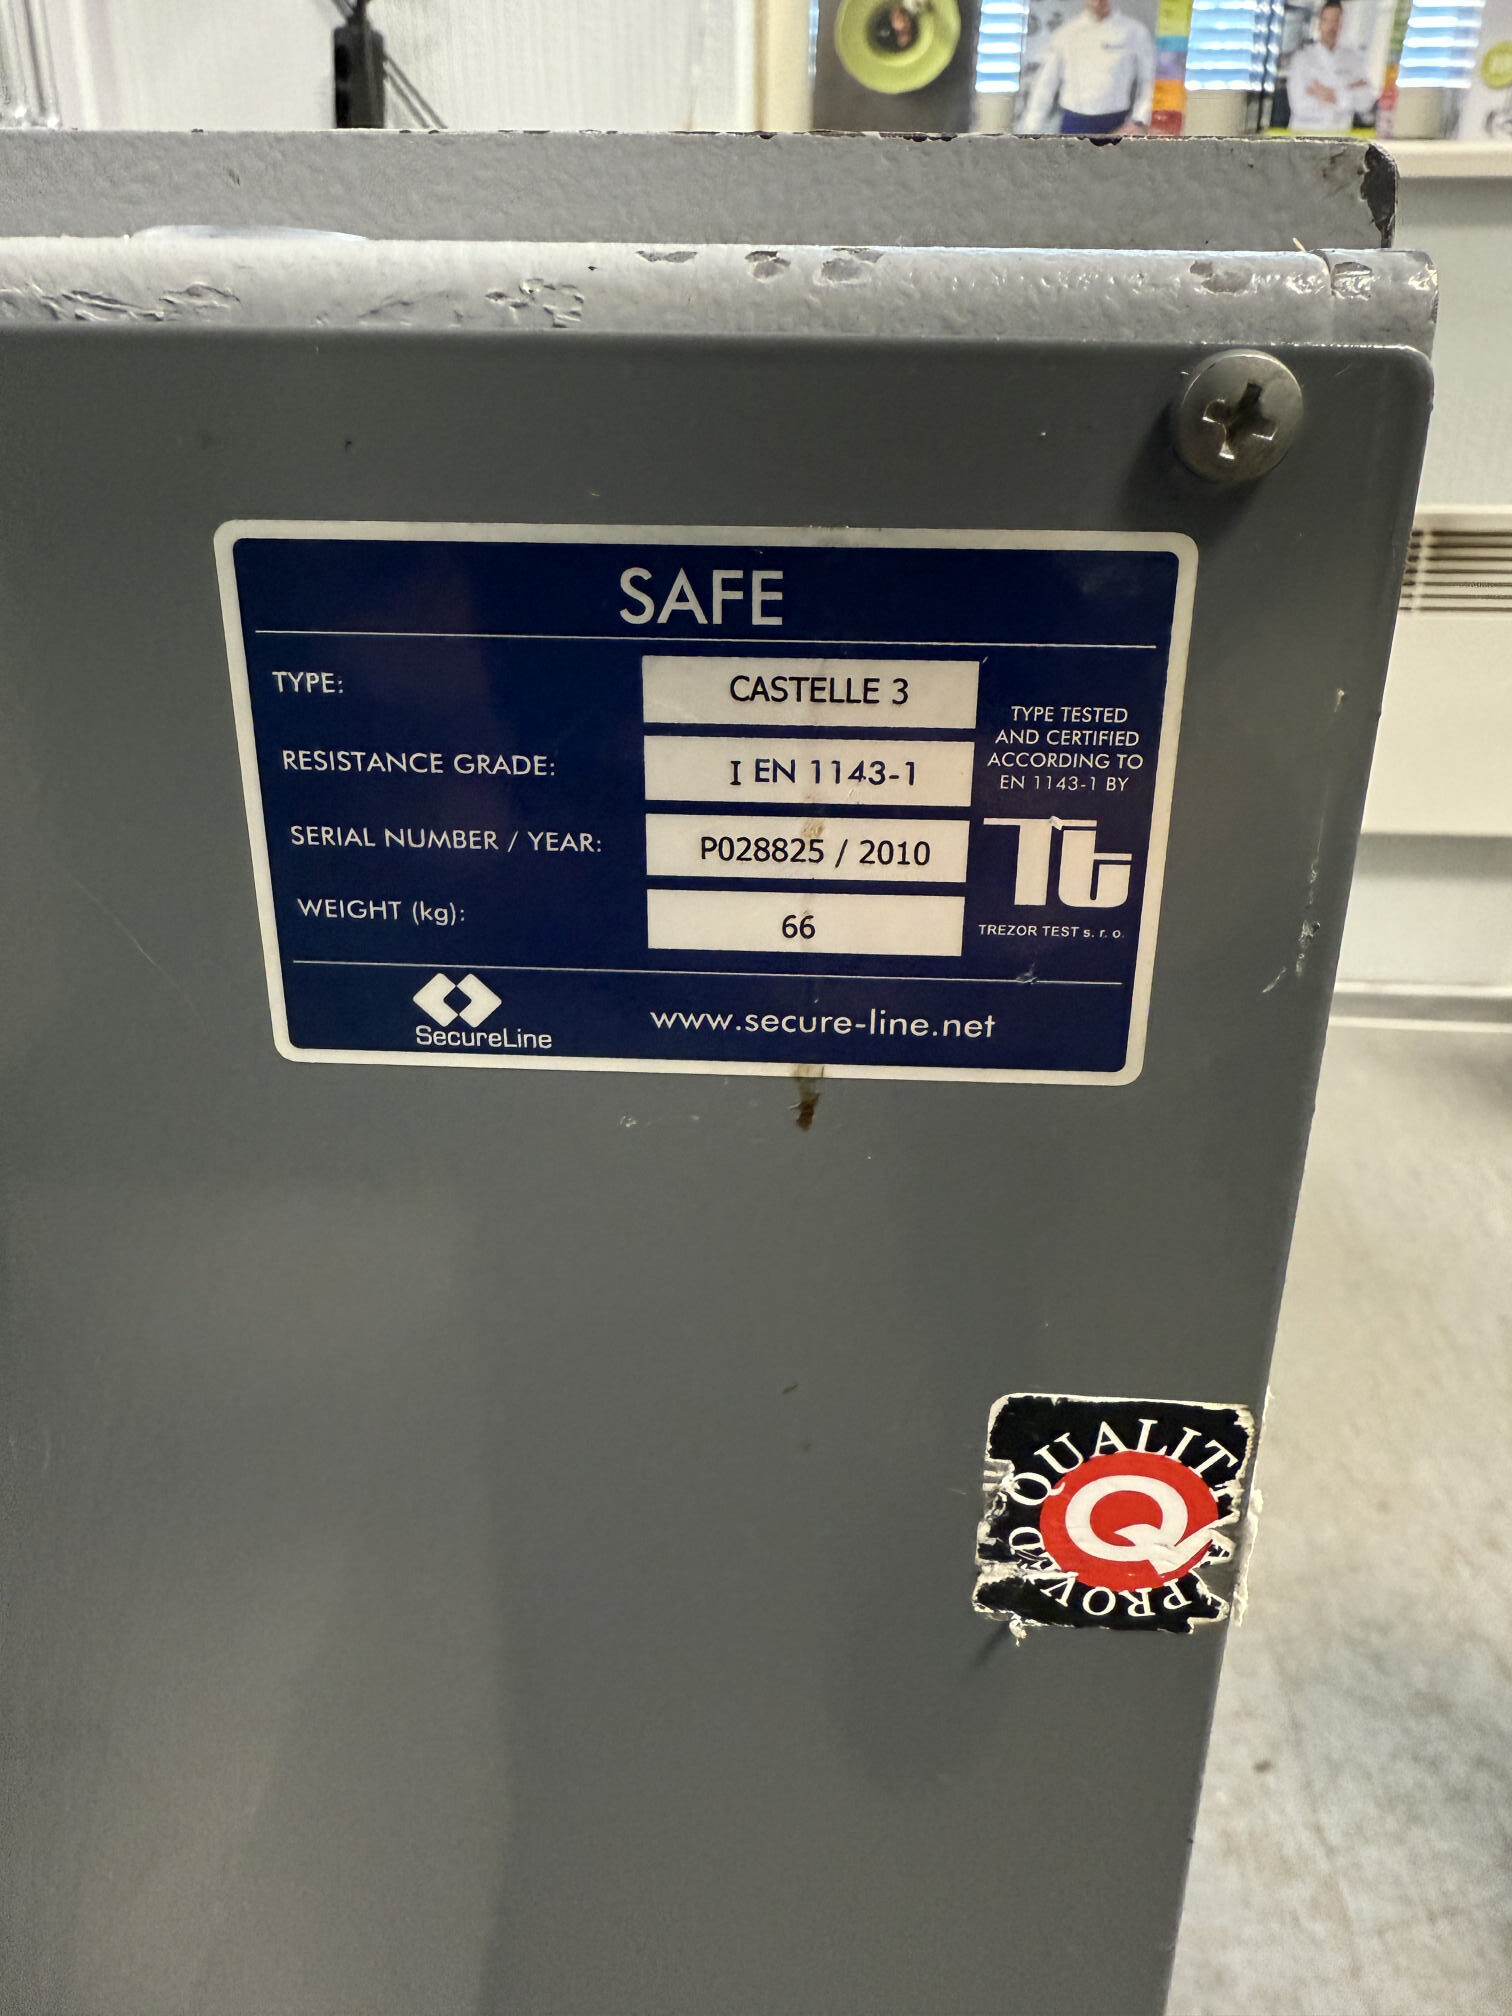 SAFE
TYPE: CASTELLE 3
RESISTANCE GRADE: I EN 1143-1
SERIAL NUMBER / YEAR: P028825 / 2010
WEIGHT (kg): 66
TYPE TESTED
AND CERTIFIED
ACCORDING TO
EN 1143-1 BY
Tt
TREZOR TEST s. r. o.
SecureLine
www.secure-line.net
QUALITY
Q